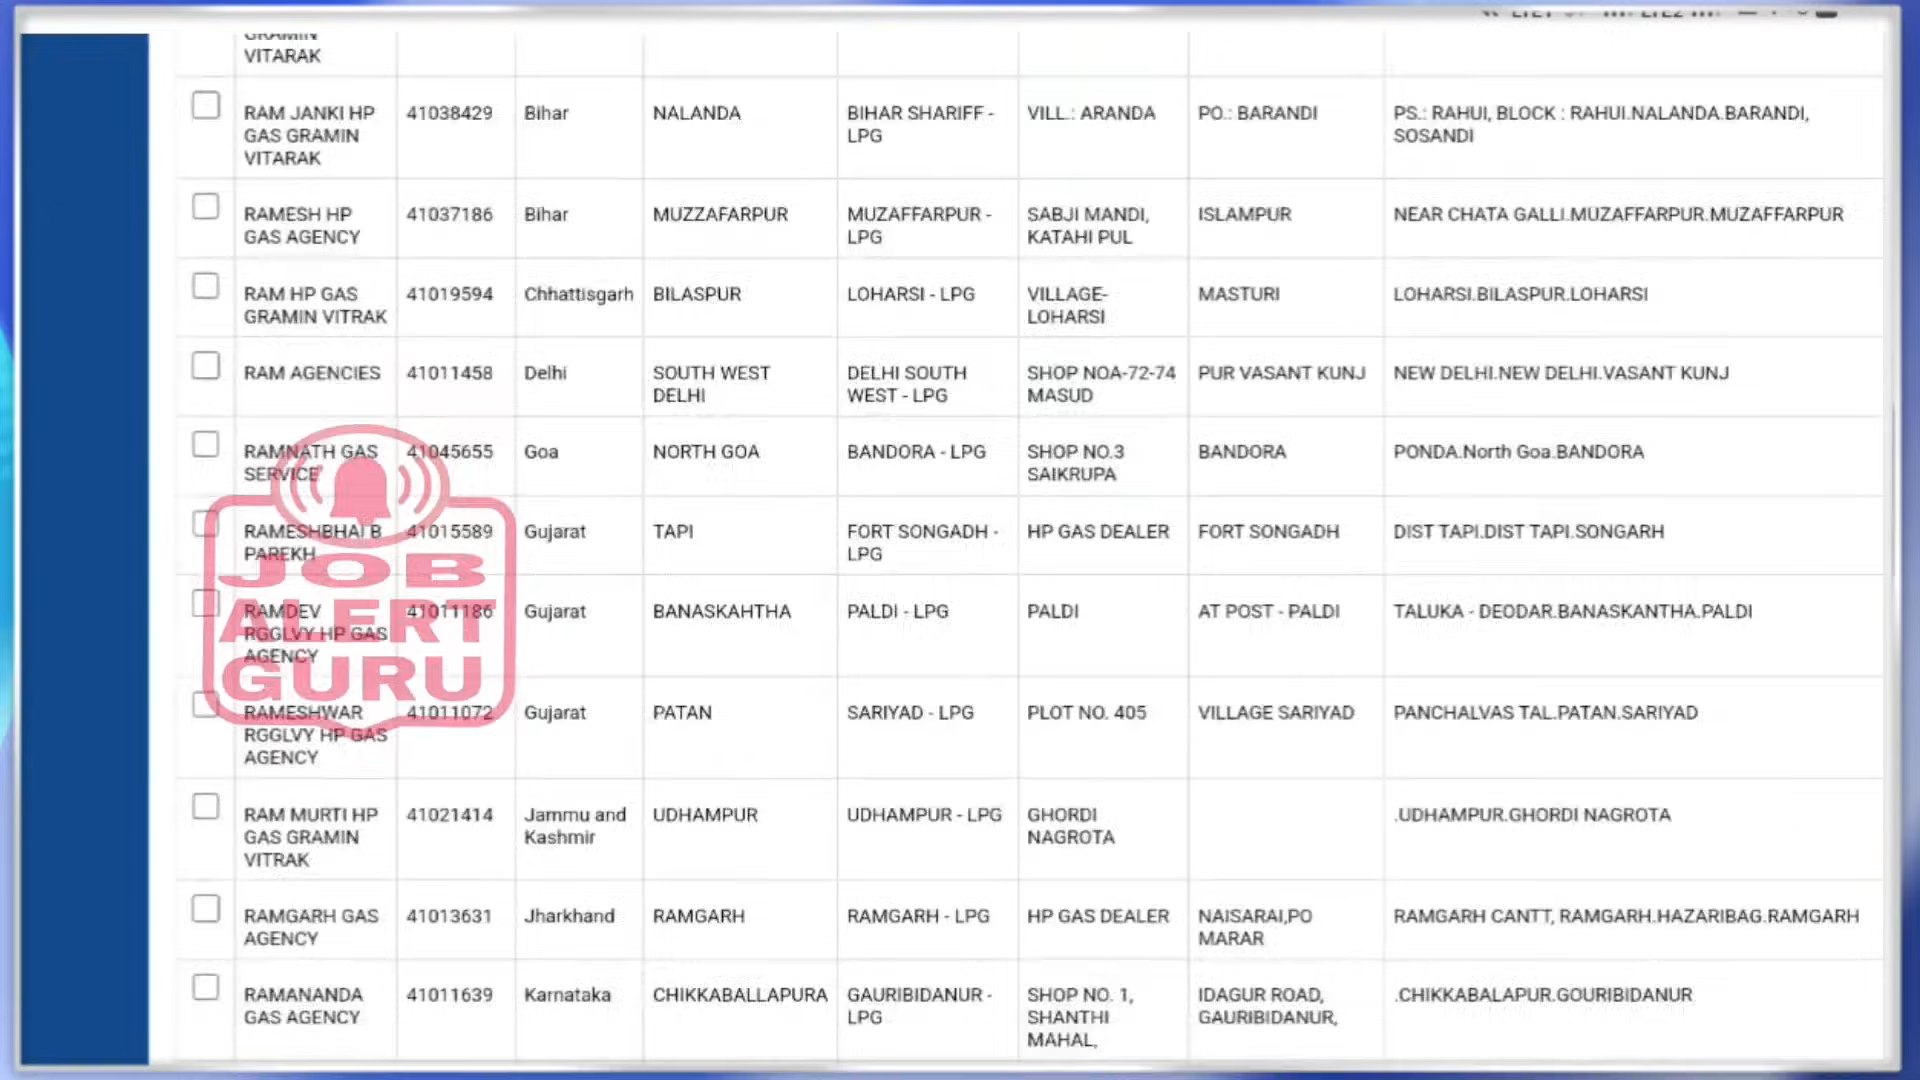 GRAMIN
VITARAK
RAM JANKI HP 41038429 Bihar NALANDA BIHAR SHARIFF - VILL.: ARANDA PO.: BARANDI PS.: RAHUI, BLOCK : RAHUI.NALANDA.BARANDI,
GAS GRAMIN LPG SOSANDI
VITARAK
RAMESH HP 41037186 Bihar MUZZAFARPUR MUZAFFARPUR - SABJI MANDI, ISLAMPUR NEAR CHATA GALLI.MUZAFFARPUR.MUZAFFARPUR
GAS AGENCY LPG KATAHI PUL
RAM HP GAS 41019594 Chhattisgarh BILASPUR LOHARSI - LPG VILLAGE- MASTURI LOHARSI.BILASPUR.LOHARSI
GRAMIN VITRAK LOHARSI
RAM AGENCIES 41011458 Delhi SOUTH WEST DELHI SOUTH SHOP NOA-72-74 PUR VASANT KUNJ NEW DELHI.NEW DELHI.VASANT KUNJ
DELHI WEST - LPG MASUD
RAMNATH GAS 41045655 Goa NORTH GOA BANDORA - LPG SHOP NO.3 BANDORA PONDA.North Goa.BANDORA
SERVICE SAIKRUPA
RAMESHBHAI B 41015589 Gujarat TAPI FORT SONGADH - HP GAS DEALER FORT SONGADH DIST TAPI.DIST TAPI.SONGARH
PAREKH LPG
JOB
RAMDEV 41011186 Gujarat BANASKAHTHA PALDI - LPG PALDI AT POST - PALDI TALUKA - DEODAR.BANASKANTHA.PALDI
ALERT
RGGLVY HP GAS
AGENCY
GURU
RAMESHWAR 41011072 Gujarat PATAN SARIYAD - LPG PLOT NO. 405 VILLAGE SARIYAD PANCHALVAS TAL.PATAN.SARIYAD
RGGLVY HP GAS
AGENCY
RAM MURTI HP 41021414 Jammu and UDHAMPUR UDHAMPUR - LPG GHORDI .UDHAMPUR.GHORDI NAGROTA
GAS GRAMIN Kashmir NAGROTA
VITRAK
RAMGARH GAS 41013631 Jharkhand RAMGARH RAMGARH - LPG HP GAS DEALER NAISARAI,PO RAMGARH CANTT, RAMGARH.HAZARIBAG.RAMGARH
AGENCY MARAR
RAMANANDA 41011639 Karnataka CHIKKABALLAPURA GAURIBIDANUR - SHOP NO. 1, IDAGUR ROAD, .CHIKKABALAPUR.GOURIBIDANUR
GAS AGENCY LPG SHANTHI GAURIBIDANUR,
MAHAL,